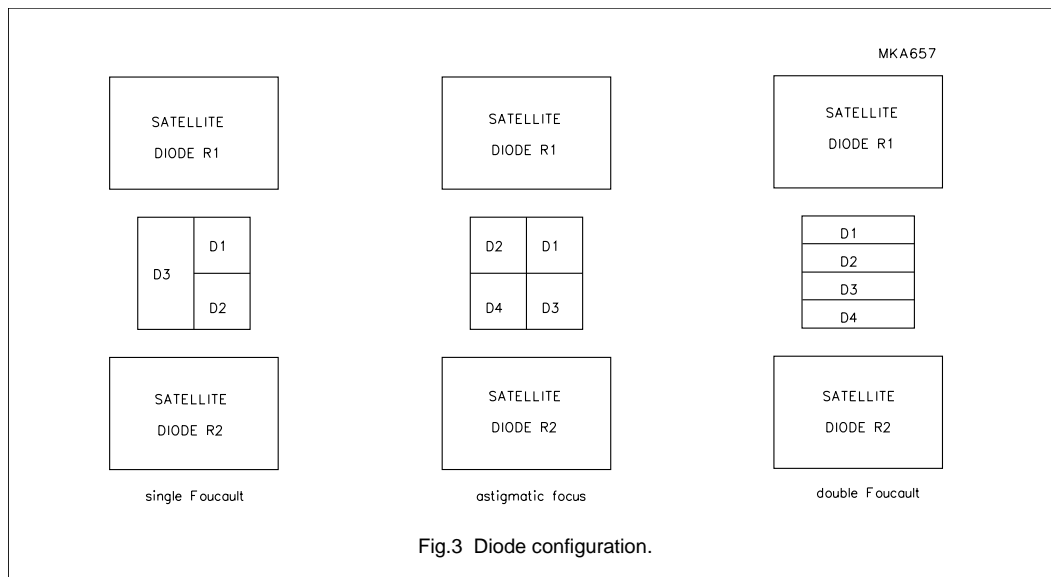 MKA657
SATELLITE
DIODE R1
D3
D1
D2
SATELLITE
DIODE R2
single Foucault
SATELLITE
DIODE R1
D2
D1
D4
D3
SATELLITE
DIODE R2
astigmatic focus
SATELLITE
DIODE R1
D1
D2
D3
D4
SATELLITE
DIODE R2
double Foucault
Fig.3 Diode configuration.